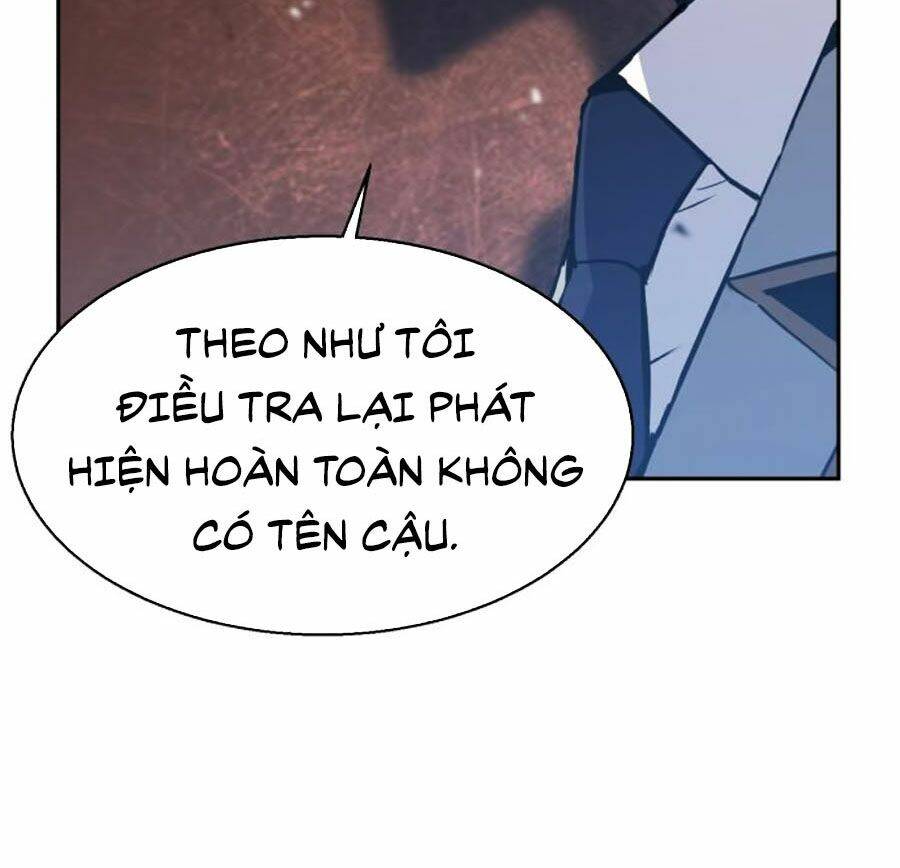 THEO NHƯ TÔI
ĐIỀU TRA LẠI PHÁT
HIỆN HOÀN TOÀN KHÔNG
CÓ TÊN CẬU.